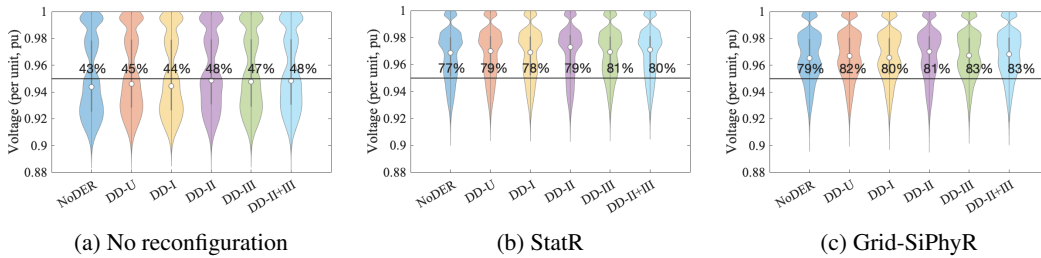 Voltage (per unit, pu)
1
0.98
0.96
0.94
0.92
0.9
0.88
43%
45%
44%
48%
47%
48%
NoDER
DD-U
DD-I
DD-II
DD-III
DD-II+III
(a) No reconfiguration
Voltage (per unit, pu)
1
0.98
0.96
0.94
0.92
0.9
0.88
77%
79%
78%
79%
81%
80%
NoDER
DD-U
DD-I
DD-II
DD-III
DD-II+III
(b) StatR
Voltage (per unit, pu)
1
0.98
0.96
0.94
0.92
0.9
0.88
79%
82%
80%
81%
83%
83%
NoDER
DD-U
DD-I
DD-II
DD-III
DD-II+III
(c) Grid-SiPhyR